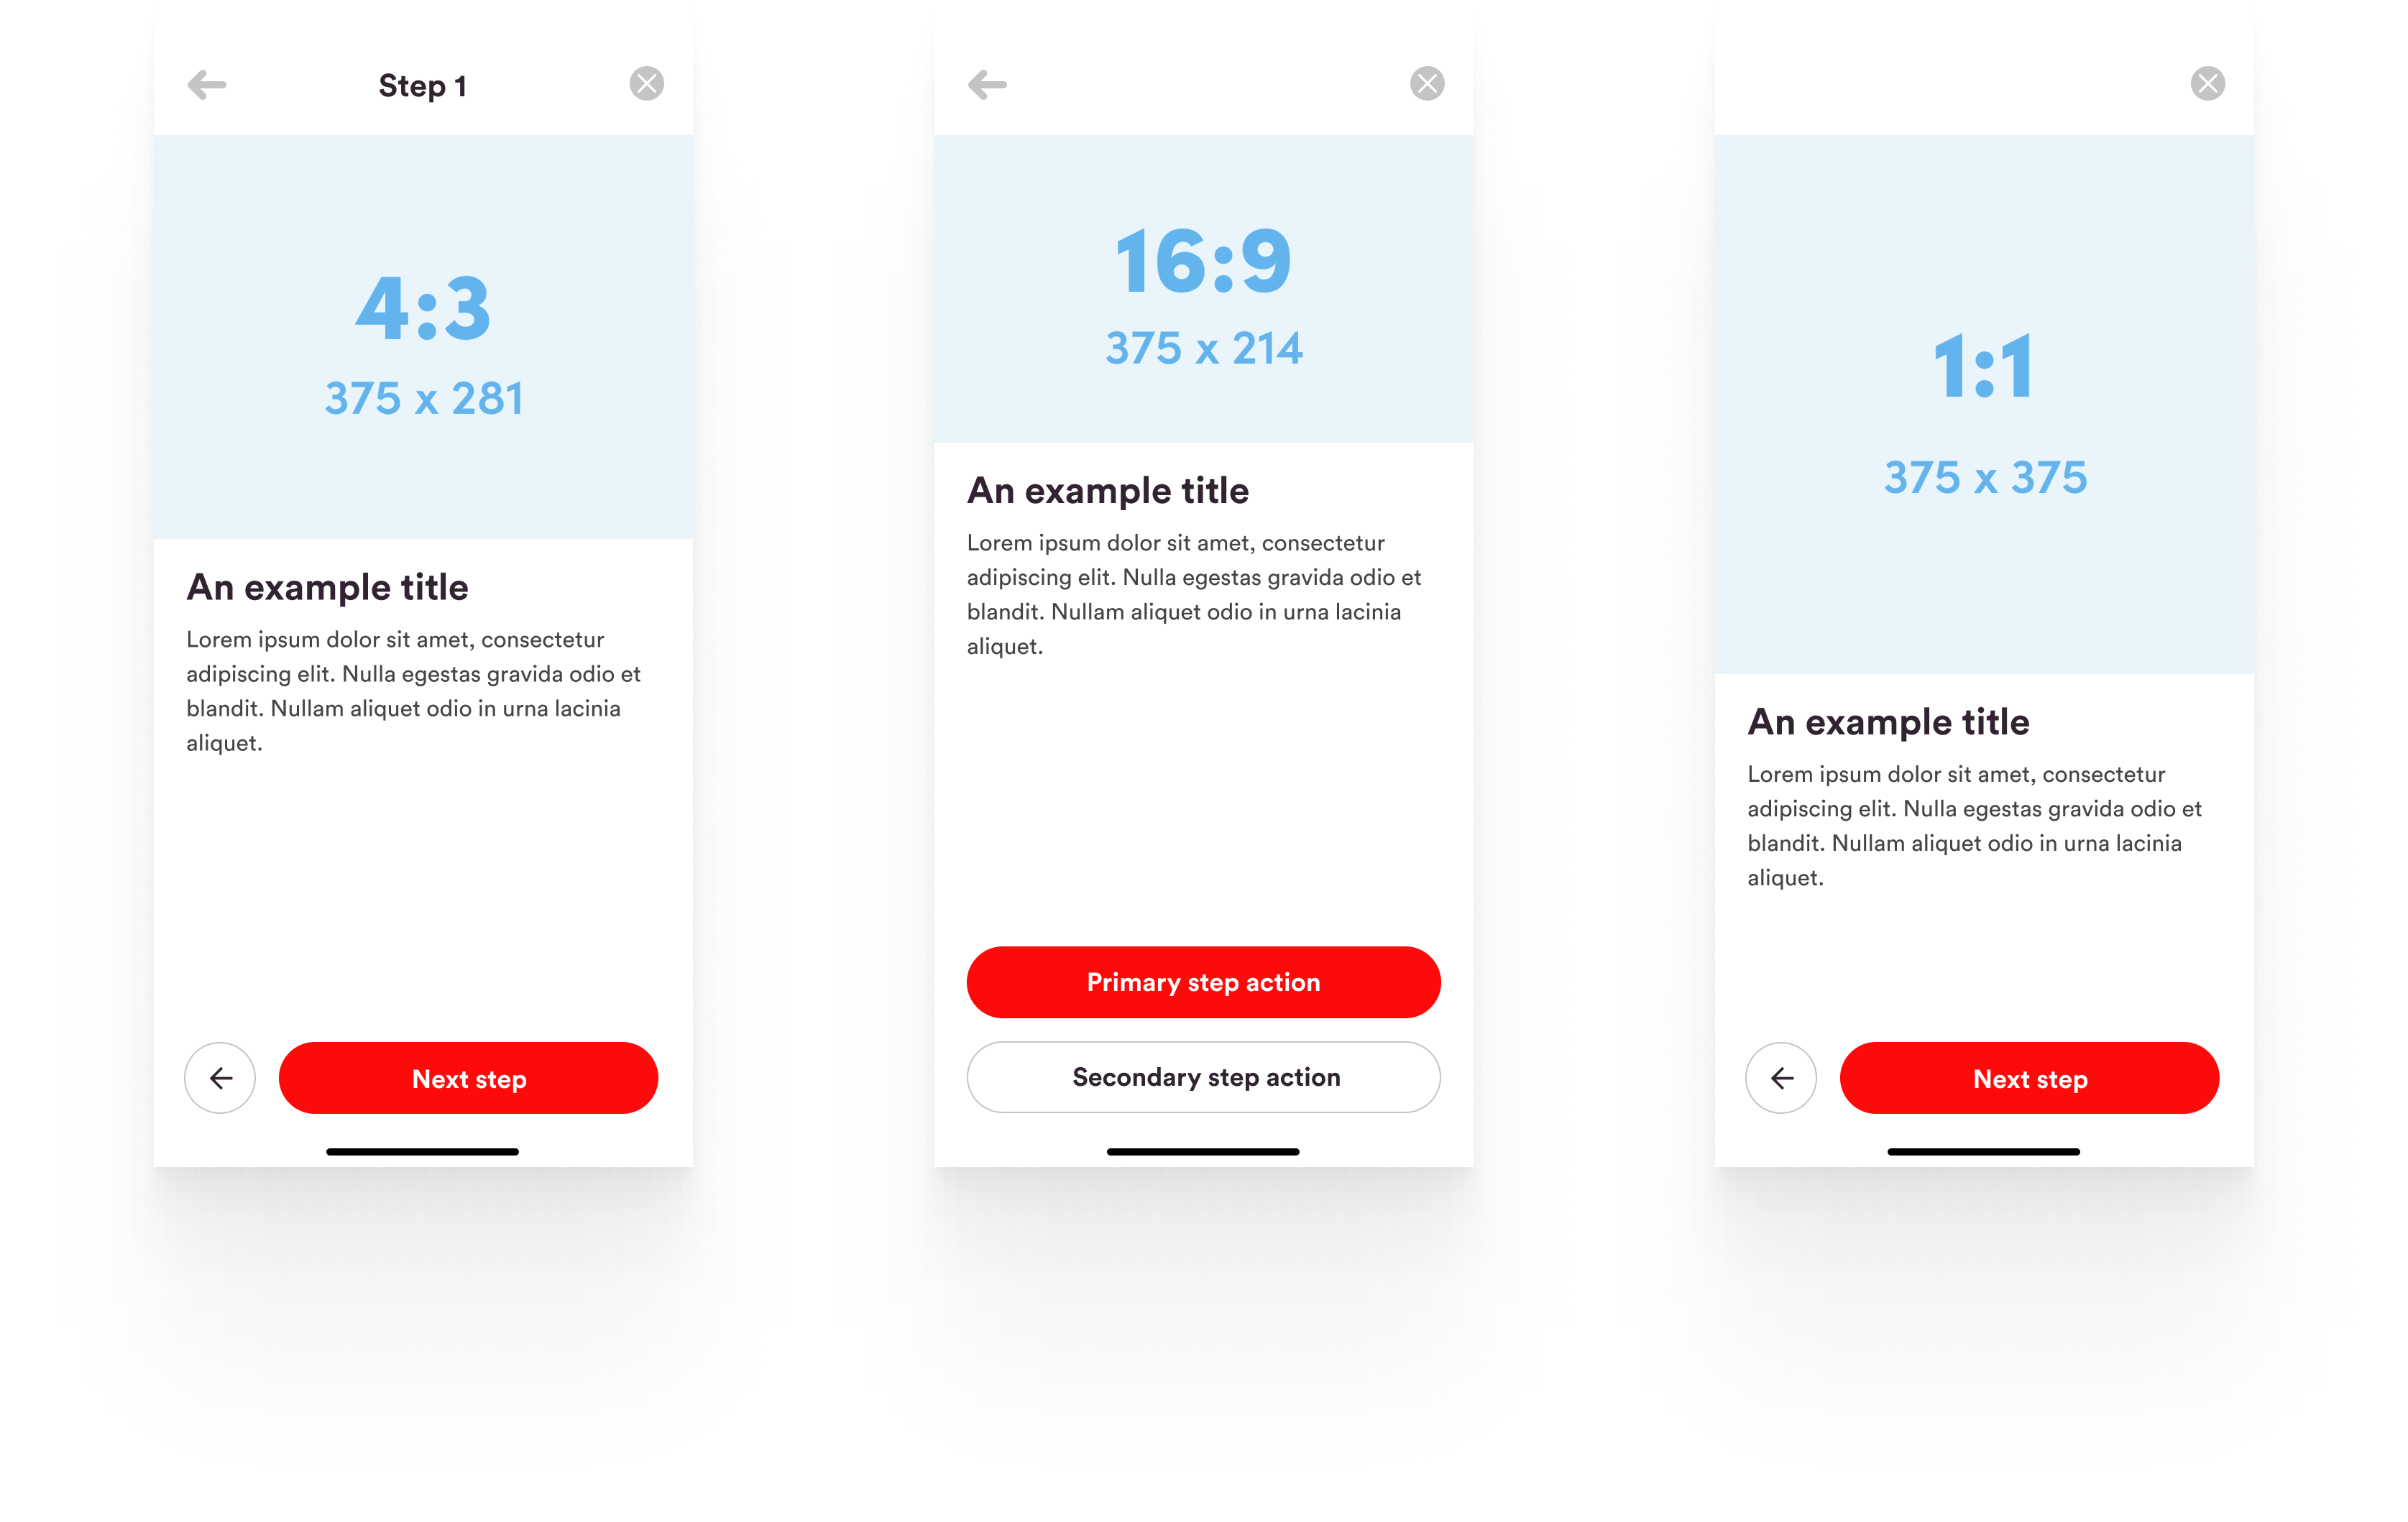 Step 1
4:3
375 x 281
An example title
Lorem ipsum dolor sit amet, consectetur
adipiscing elit. Nulla egestas gravida odio et
blandit. Nullam aliquet odio in urna lacinia
aliquet.
Next step
16:9
375 x 214
An example title
Lorem ipsum dolor sit amet, consectetur
adipiscing elit. Nulla egestas gravida odio et
blandit. Nullam aliquet odio in urna lacinia
aliquet.
Primary step action
Secondary step action
1:1
375 x 375
An example title
Lorem ipsum dolor sit amet, consectetur
adipiscing elit. Nulla egestas gravida odio et
blandit. Nullam aliquet odio in urna lacinia
aliquet.
Next step